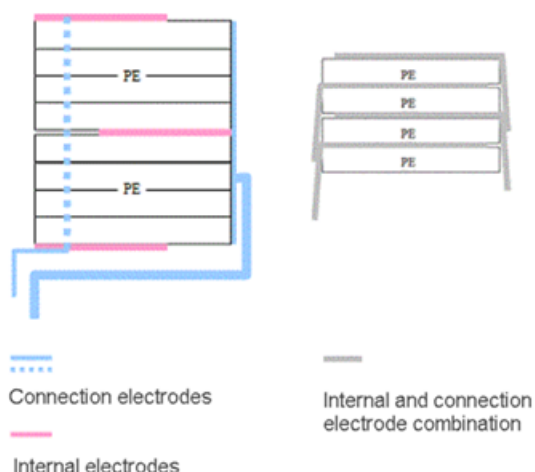 PE
PE
PE
PE
PE
PE
Connection electrodes
Internal electrodes
Internal and connection
electrode combination